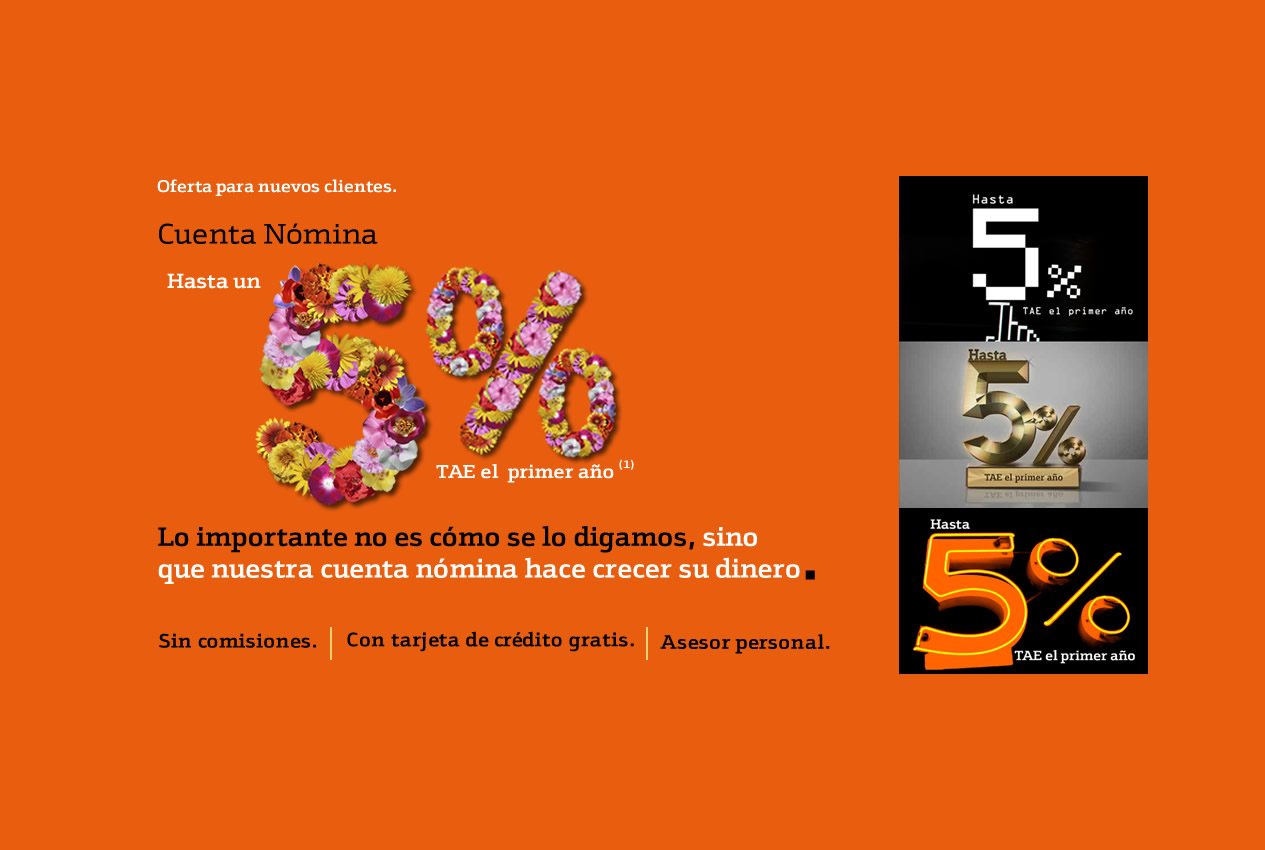 Oferta para nuevos clientes.
Cuenta Nómina
Hasta un
5%
TAE el primer año (1)
Lo importante no es cómo se lo digamos, sino
que nuestra cuenta nómina hace crecer su dinero.
Sin comisiones.
Con tarjeta de crédito gratis.
Asesor personal.
Hasta
5%
TAE el primer año
Hasta
5%
TAE el primer año
Hasta
5%
TAE el primer año